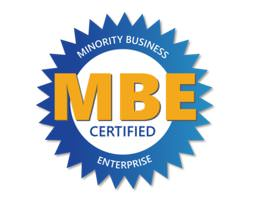 MINORITY BUSINESS
MBE
CERTIFIED
ENTERPRISE